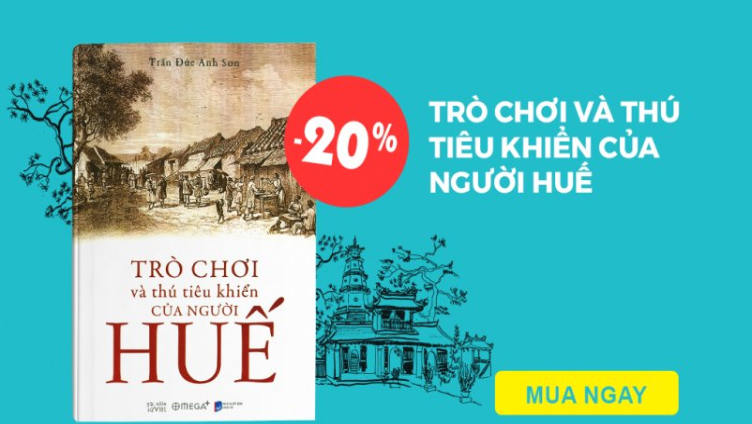 Trần Đức Anh Sơn
TRÒ CHƠI
và thú tiêu khiển
CỦA NGƯỜI
HUẾ
OMEGA+
-20%
TRÒ CHƠI VÀ THÚ
TIÊU KHIỂN CỦA
NGƯỜI HUẾ
MUA NGAY